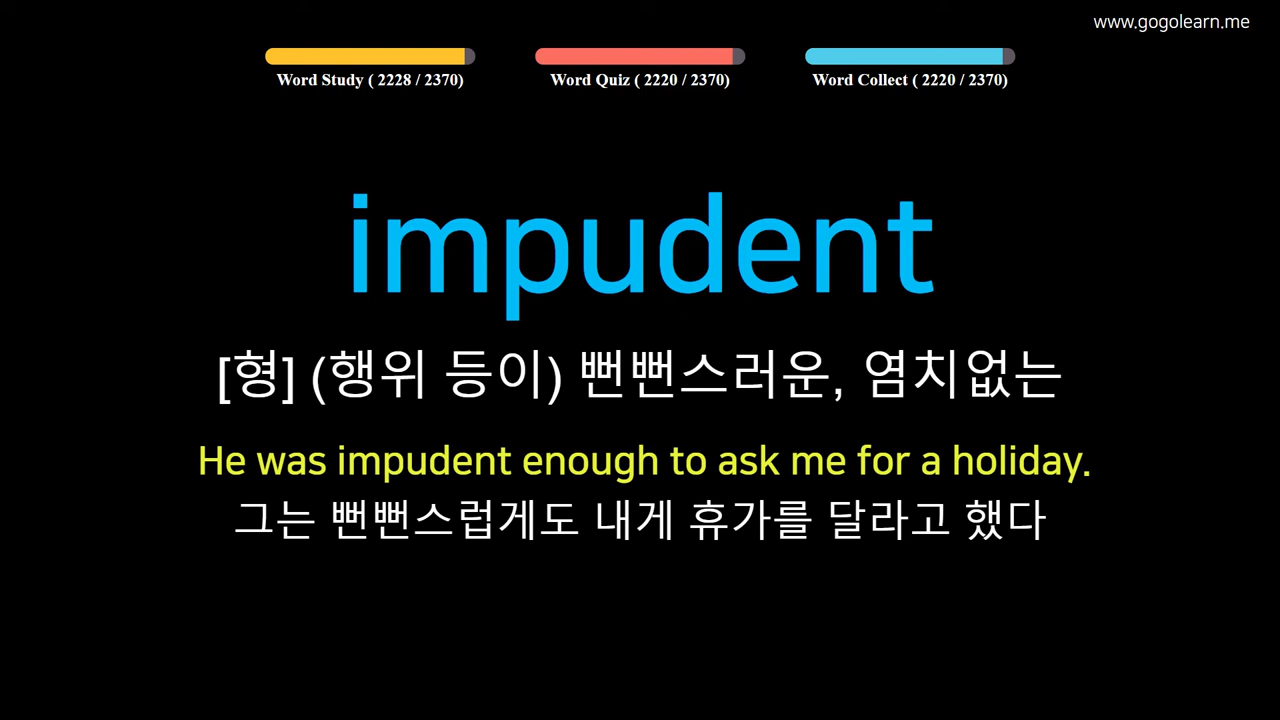 www.gogolearn.me
Word Study ( 2228 / 2370)
Word Quiz ( 2220 / 2370)
Word Collect ( 2220 / 2370)
impudent
[형] (행위 등이) 뻔뻔스러운, 염치없는
He was impudent enough to ask me for a holiday.
그는 뻔뻔스럽게도 내게 휴가를 달라고 했다